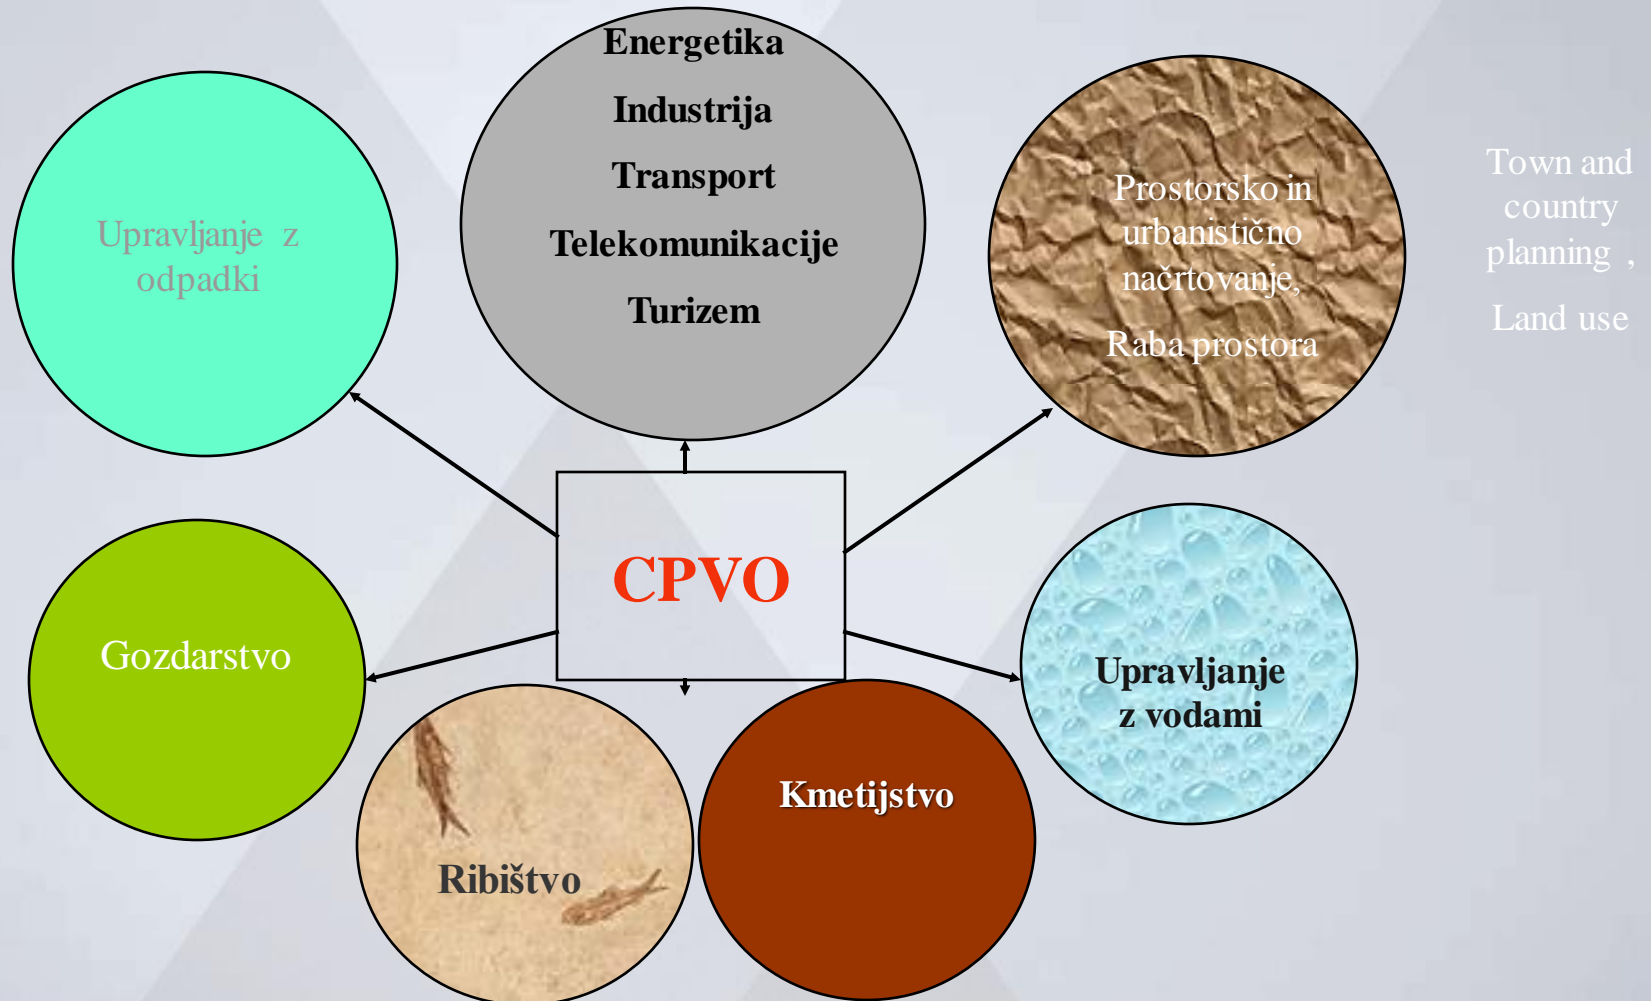 Energetika
Industrija
Transport
Telekomunikacije
Turizem
Upravljanje z
odpadki
Prostorsko in
urbanistično
načrtovanje,
Raba prostora
Town and
country
planning ,
Land use
CPVO
Gozdarstvo
Upravljanje
z vodami
Kmetijstvo
Ribištvo